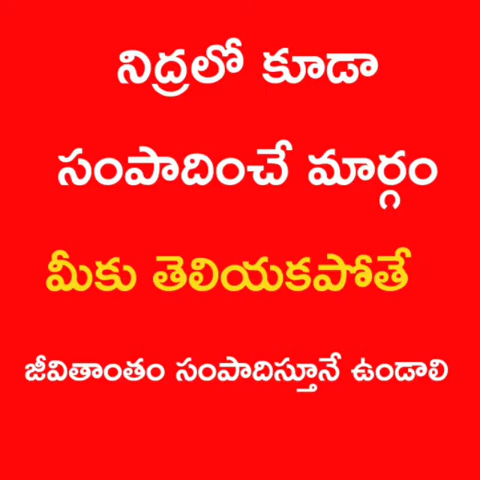 నిద్రలో కూడా
సంపాదించే మార్గం
మీకు తెలియకపోతే
జీవితాంతం సంపాదిస్తూనే ఉండాలి